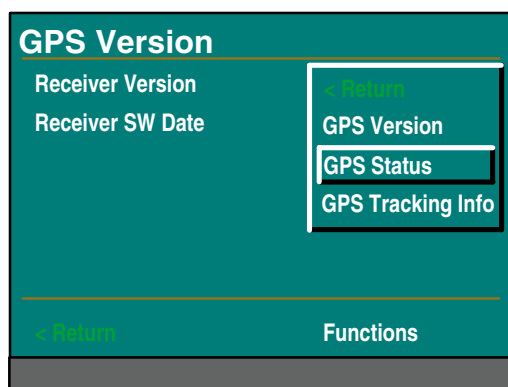 GPS Version
Receiver Version
Receiver SW Date
< Return
GPS Version
GPS Status
GPS Tracking Info
< Return
Functions